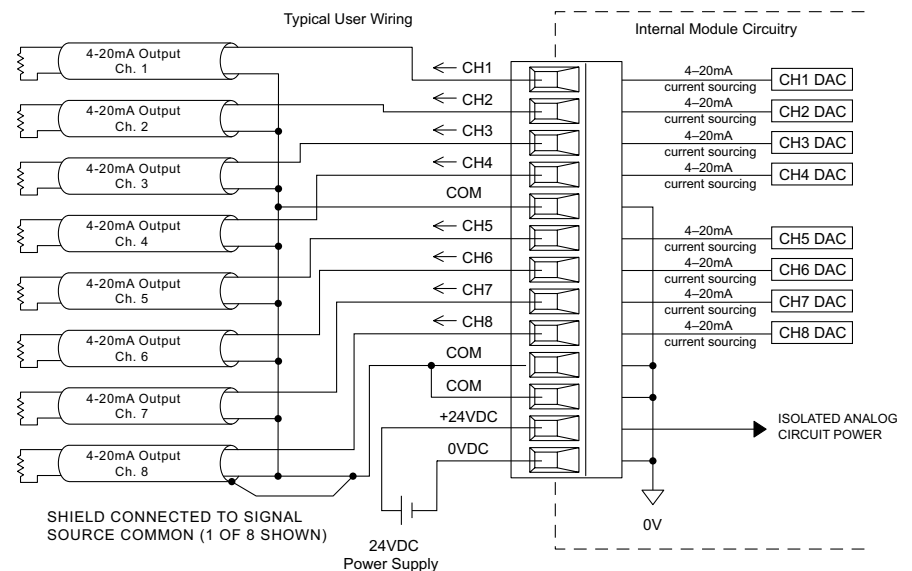 Typical User Wiring
Internal Module Circuitry
4-20mA Output
Ch. 1
4-20mA Output
Ch. 2
4-20mA Output
Ch. 3
4-20mA Output
Ch. 4
4-20mA Output
Ch. 5
4-20mA Output
Ch. 6
4-20mA Output
Ch. 7
4-20mA Output
Ch. 8
SHIELD CONNECTED TO SIGNAL
SOURCE COMMON (1 OF 8 SHOWN)
CH1
CH2
CH3
CH4
COM
CH5
CH6
CH7
CH8
COM
COM
+24VDC
0VDC
24VDC
Power Supply
4–20mA
current sourcing
CH1 DAC
4–20mA
current sourcing
CH2 DAC
4–20mA
current sourcing
CH3 DAC
4–20mA
current sourcing
CH4 DAC
4–20mA
current sourcing
CH5 DAC
4–20mA
current sourcing
CH6 DAC
4–20mA
current sourcing
CH7 DAC
4–20mA
current sourcing
CH8 DAC
ISOLATED ANALOG
CIRCUIT POWER
0V